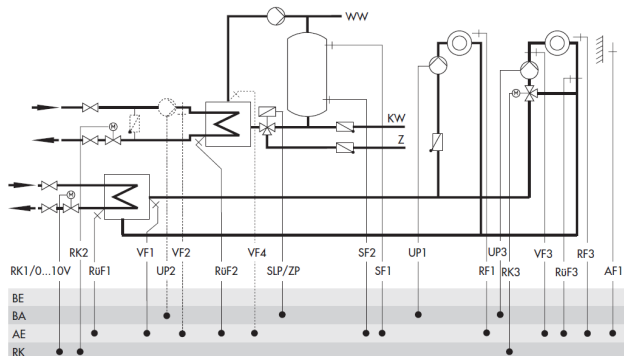 WW
KW
Z
M
M
M
RK2 VF1 VF2 VF4 SF2 UP1 UP3 VF3 RF3
RK1/0...10V RüF1 UP2 RüF2 SLP/ZP SF1 RF1 RK3 RüF3 AF1
BE
BA
AE
RK